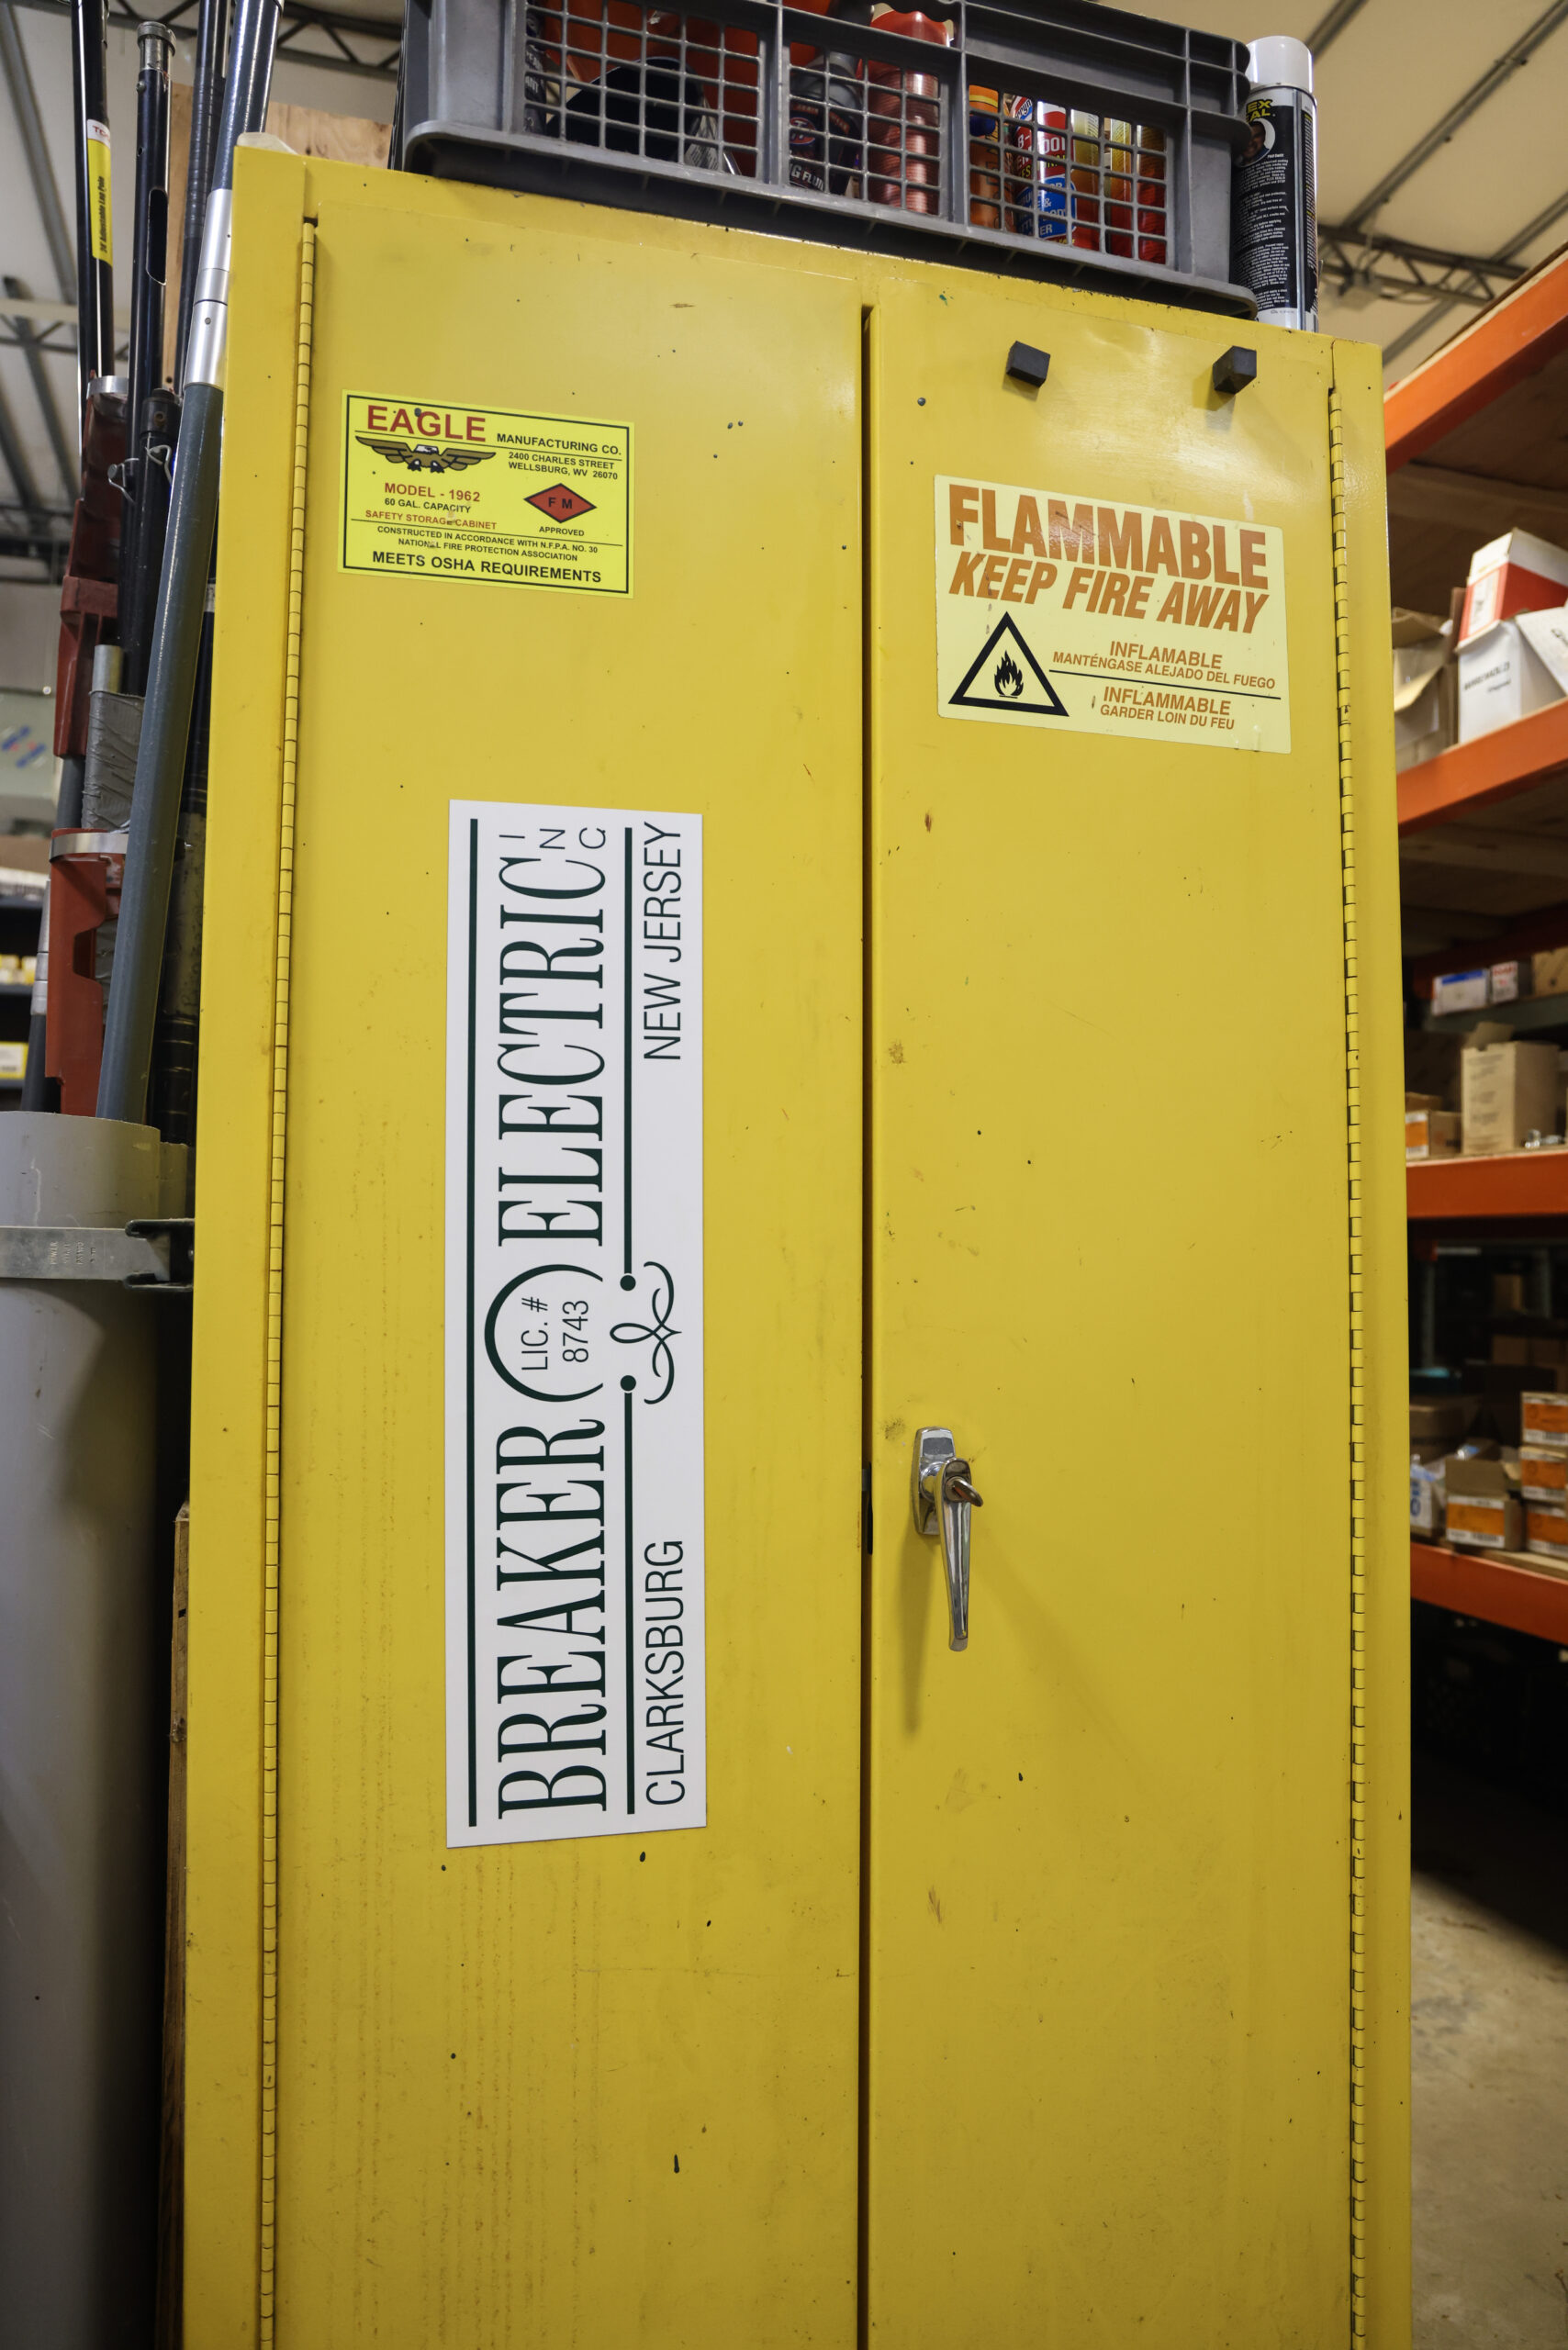 EAGLE
MANUFACTURING CO.
2400 CHARLES STREET
WELLSBURG, WV 26070
MODEL - 1962
60 GAL. CAPACITY
SAFETY STORAGE CABINET
FM
APPROVED
CONSTRUCTED IN ACCORDANCE WITH N.F.P.A. NO. 30
NATIONAL FIRE PROTECTION ASSOCIATION
MEETS OSHA REQUIREMENTS
FLAMMABLE
KEEP FIRE AWAY
INFLAMABLE
MANTÉNGASE ALEJADO DEL FUEGO
INFLAMMABLE
GARDER LOIN DU FEU
BREAKER LIC. # 8743 ELECTRIC INC
CLARKSBURG NEW JERSEY